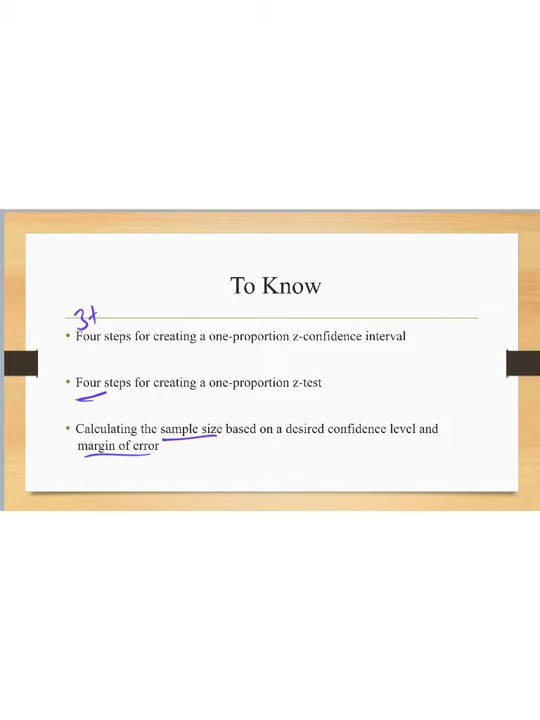 To Know
3+
• Four steps for creating a one-proportion z-confidence interval
• Four steps for creating a one-proportion z-test
• Calculating the sample size based on a desired confidence level and
margin of error